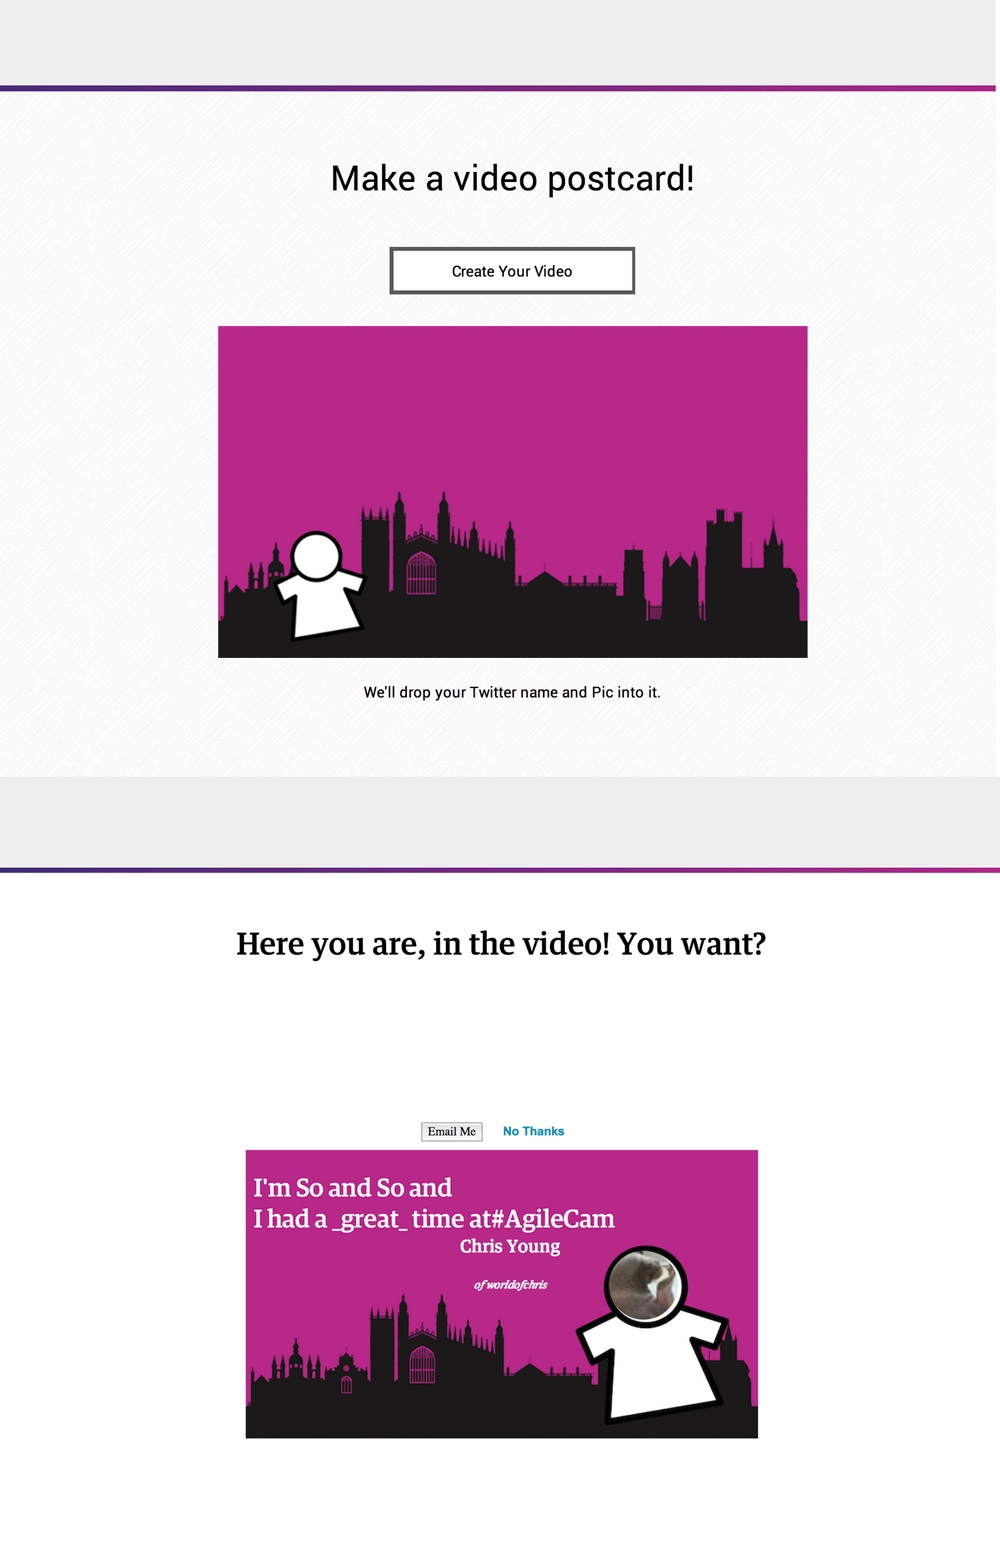 Make a video postcard!
Create Your Video
We'll drop your Twitter name and Pic into it.
Here you are, in the video! You want?
Email Me No Thanks
I'm So and So and
I had a _great_ time at#AgileCam
Chris Young
of worldofchris